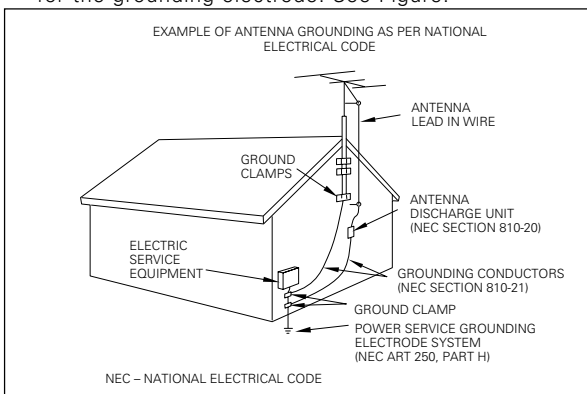 for the grounding electrode. See Figure.
EXAMPLE OF ANTENNA GROUNDING AS PER NATIONAL
ELECTRICAL CODE
ANTENNA
LEAD IN WIRE
GROUND
CLAMPS
ANTENNA
DISCHARGE UNIT
(NEC SECTION 810-20)
ELECTRIC
SERVICE
EQUIPMENT
GROUNDING CONDUCTORS
(NEC SECTION 810-21)
GROUND CLAMP
POWER SERVICE GROUNDING
ELECTRODE SYSTEM
(NEC ART 250, PART H)
NEC – NATIONAL ELECTRICAL CODE